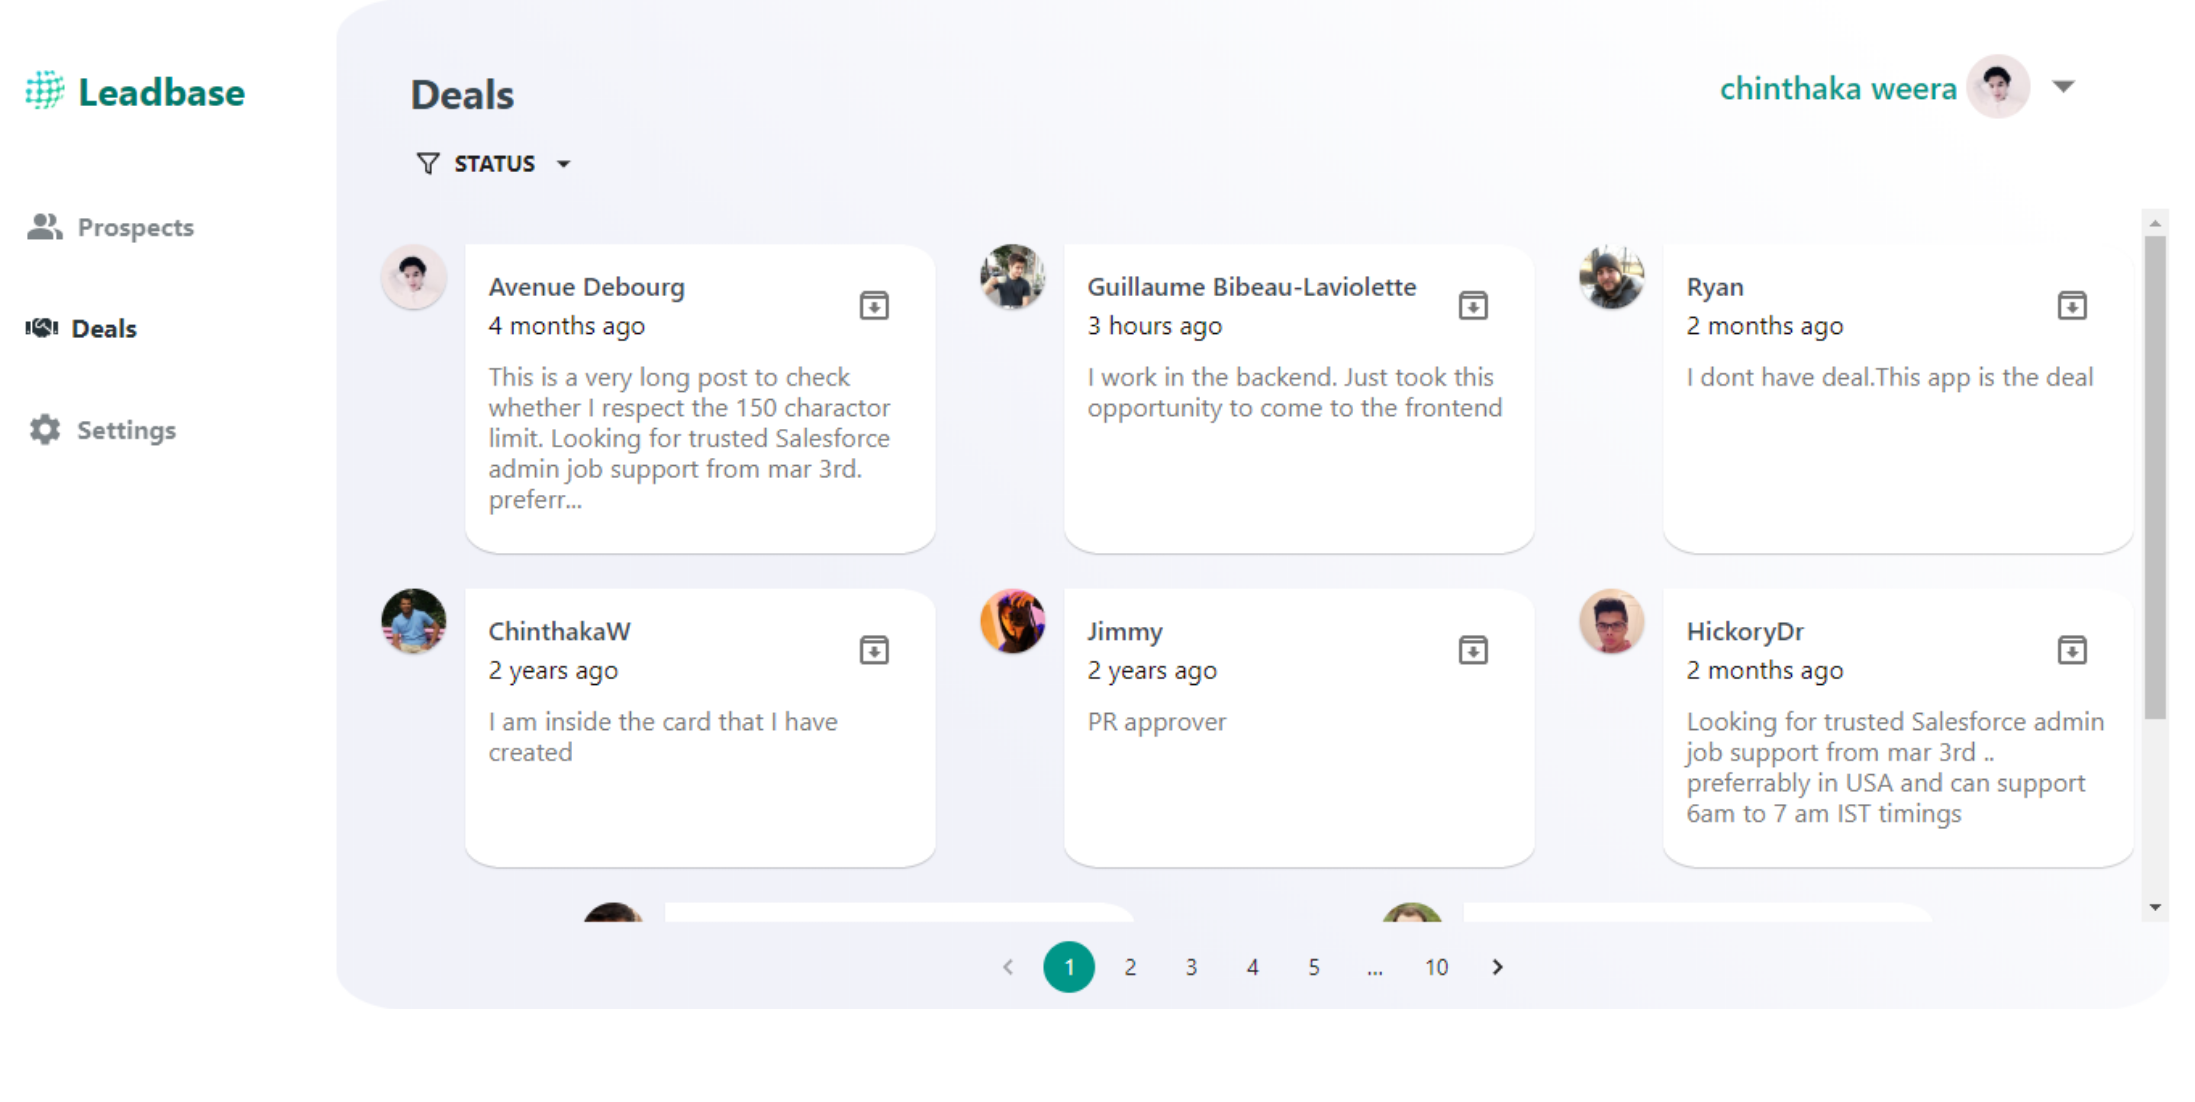 Leadbase
Prospects
Deals
Settings
Deals
chinthaka weera
STATUS
Avenue Debourg
4 months ago
This is a very long post to check
whether I respect the 150 charactor
limit. Looking for trusted Salesforce
admin job support from mar 3rd.
preferr...
Guillaume Bibeau-Laviolette
3 hours ago
I work in the backend. Just took this
opportunity to come to the frontend
Ryan
2 months ago
I dont have deal.This app is the deal
ChinthakaW
2 years ago
I am inside the card that I have
created
Jimmy
2 years ago
PR approver
HickoryDr
2 months ago
Looking for trusted Salesforce admin
job support from mar 3rd ..
preferrably in USA and can support
6am to 7 am IST timings
1 2 3 4 5 ... 10